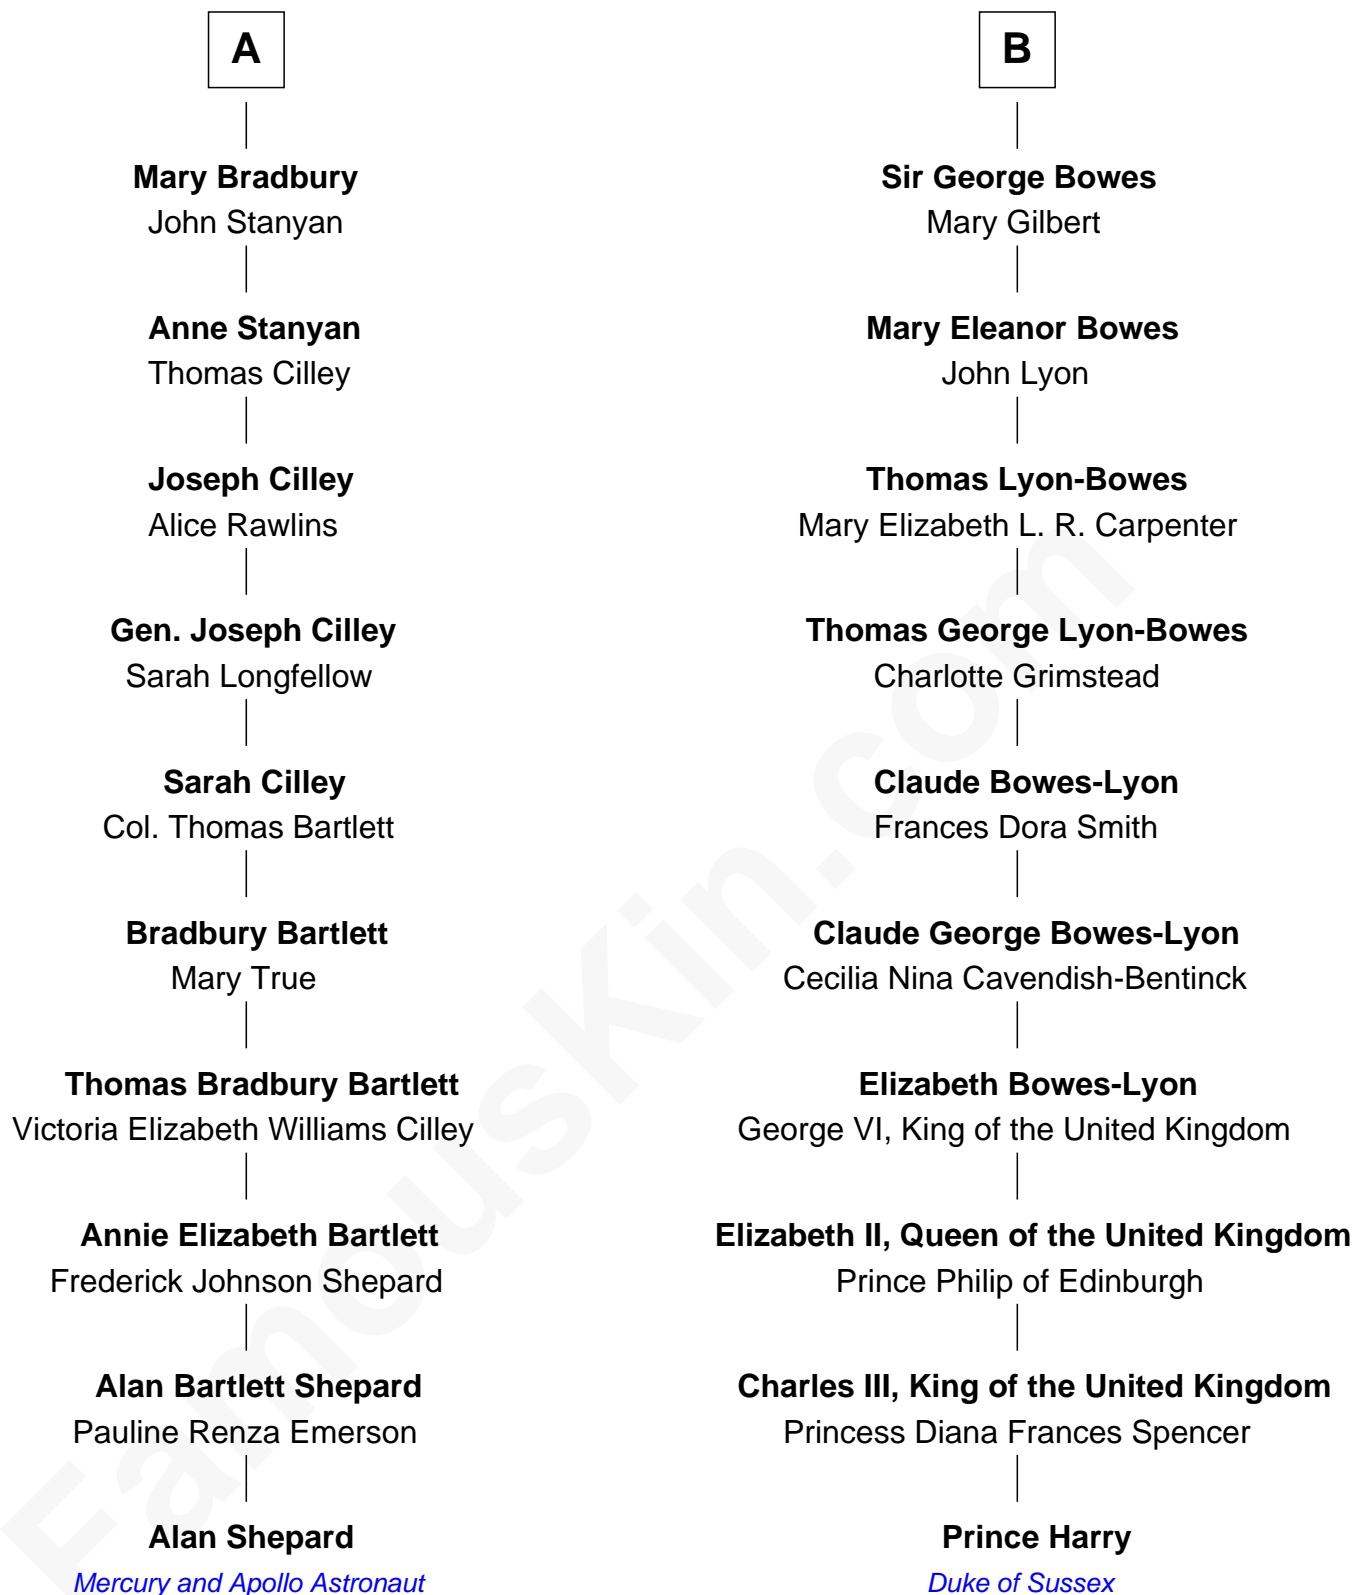 A
Mary Bradbury
John Stanyan
Anne Stanyan
Thomas Cilley
Joseph Cilley
Alice Rawlins
Gen. Joseph Cilley
Sarah Longfellow
Sarah Cilley
Col. Thomas Bartlett
Bradbury Bartlett
Mary True
Thomas Bradbury Bartlett
Victoria Elizabeth Williams Cilley
Annie Elizabeth Bartlett
Frederick Johnson Shepard
Alan Bartlett Shepard
Pauline Renza Emerson
Alan Shepard
Mercury and Apollo Astronaut
B
Sir George Bowes
Mary Gilbert
Mary Eleanor Bowes
John Lyon
Thomas Lyon-Bowes
Mary Elizabeth L. R. Carpenter
Thomas George Lyon-Bowes
Charlotte Grimstead
Claude Bowes-Lyon
Frances Dora Smith
Claude George Bowes-Lyon
Cecilia Nina Cavendish-Bentinck
Elizabeth Bowes-Lyon
George VI, King of the United Kingdom
Elizabeth II, Queen of the United Kingdom
Prince Philip of Edinburgh
Charles III, King of the United Kingdom
Princess Diana Frances Spencer
Prince Harry
Duke of Sussex
FamousKin.com